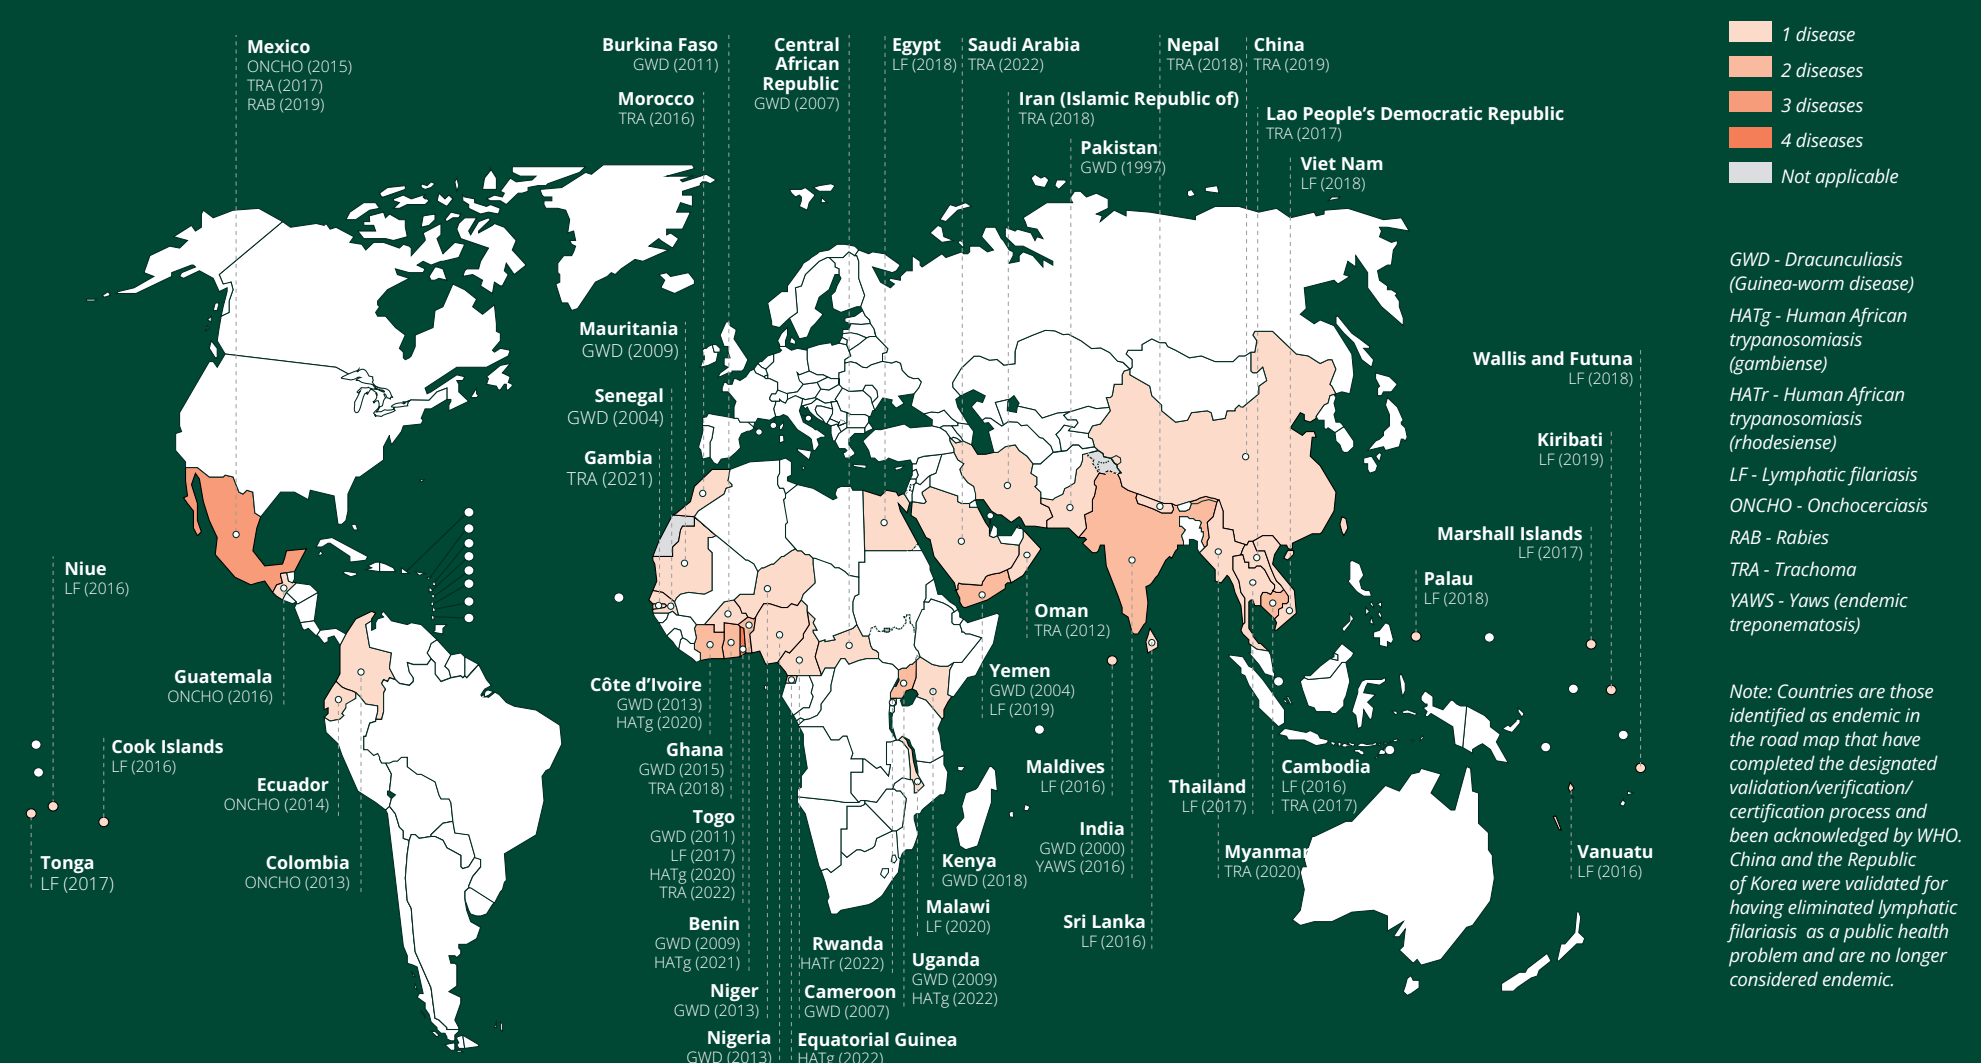 Mexico
ONCHO (2015)
TRA (2017)
RAB (2019)
Burkina Faso
GWD (2011)
Morocco
TRA (2016)
Central
African
Republic
GWD (2007)
Egypt
LF (2018)
Saudi Arabia
TRA (2022)
Iran (Islamic Republic of)
TRA (2018)
Pakistan
GWD (1997)
Nepal
TRA (2018)
China
TRA (2019)
Lao People’s Democratic Republic
TRA (2017)
Viet Nam
LF (2018)
Mauritania
GWD (2009)
Senegal
GWD (2004)
Gambia
TRA (2021)
Wallis and Futuna
LF (2018)
Kiribati
LF (2019)
Marshall Islands
LF (2017)
Palau
LF (2018)
Niue
LF (2016)
Cook Islands
LF (2016)
Tonga
LF (2017)
Guatemala
ONCHO (2016)
Ecuador
ONCHO (2014)
Colombia
ONCHO (2013)
Côte d’Ivoire
GWD (2013)
HATg (2020)
Ghana
GWD (2015)
TRA (2018)
Togo
GWD (2011)
LF (2017)
HATg (2020)
TRA (2022)
Benin
GWD (2009)
HATg (2021)
Niger
GWD (2013)
Nigeria
GWD (2013)
Rwanda
HATr (2022)
Cameroon
GWD (2007)
Equatorial Guinea
HATg (2022)
Oman
TRA (2012)
Yemen
GWD (2004)
LF (2019)
Kenya
GWD (2018)
Malawi
LF (2020)
Uganda
GWD (2009)
HATg (2022)
Maldives
LF (2016)
India
GWD (2000)
YAWS (2016)
Sri Lanka
LF (2016)
Thailand
LF (2017)
Cambodia
LF (2016)
TRA (2017)
Myanmar
TRA (2020)
Vanuatu
LF (2016)
1 disease
2 diseases
3 diseases
4 diseases
Not applicable
GWD - Dracunculiasis
(Guinea-worm disease)
HATg - Human African
trypanosomiasis
(gambiense)
HATr - Human African
trypanosomiasis
(rhodesiense)
LF - Lymphatic filariasis
ONCHO - Onchocerciasis
RAB - Rabies
TRA - Trachoma
YAWS - Yaws (endemic
treponematosis)
Note: Countries are those
identified as endemic in
the road map that have
completed the designated
validation/verification/
certification process and
been acknowledged by WHO.
China and the Republic
of Korea were validated for
having eliminated lymphatic
filariasis as a public health
problem and are no longer
considered endemic.